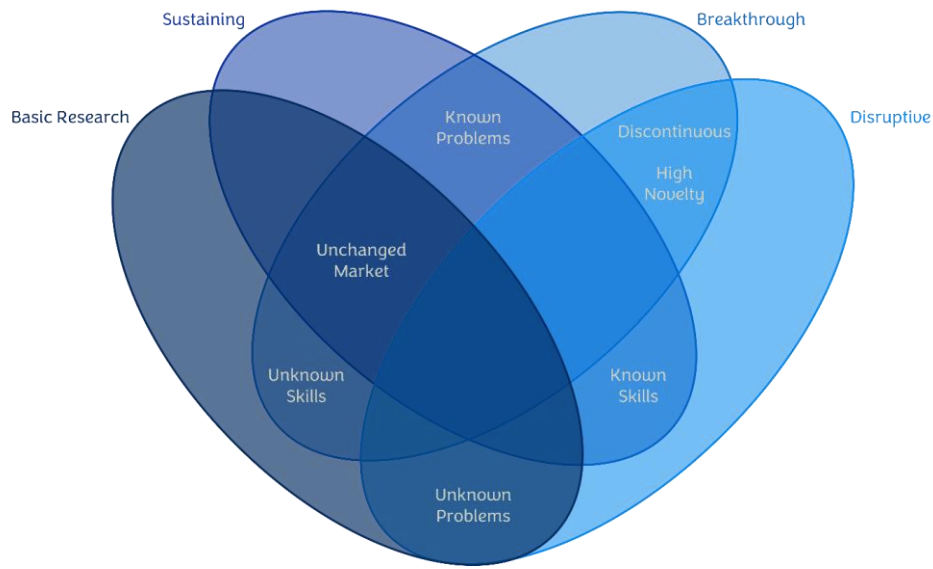 Sustaining
Breakthrough
Basic Research
Disruptive
Known
Problems
Discontinuous
High
Novelty
Unchanged
Market
Unknown
Skills
Known
Skills
Unknown
Problems